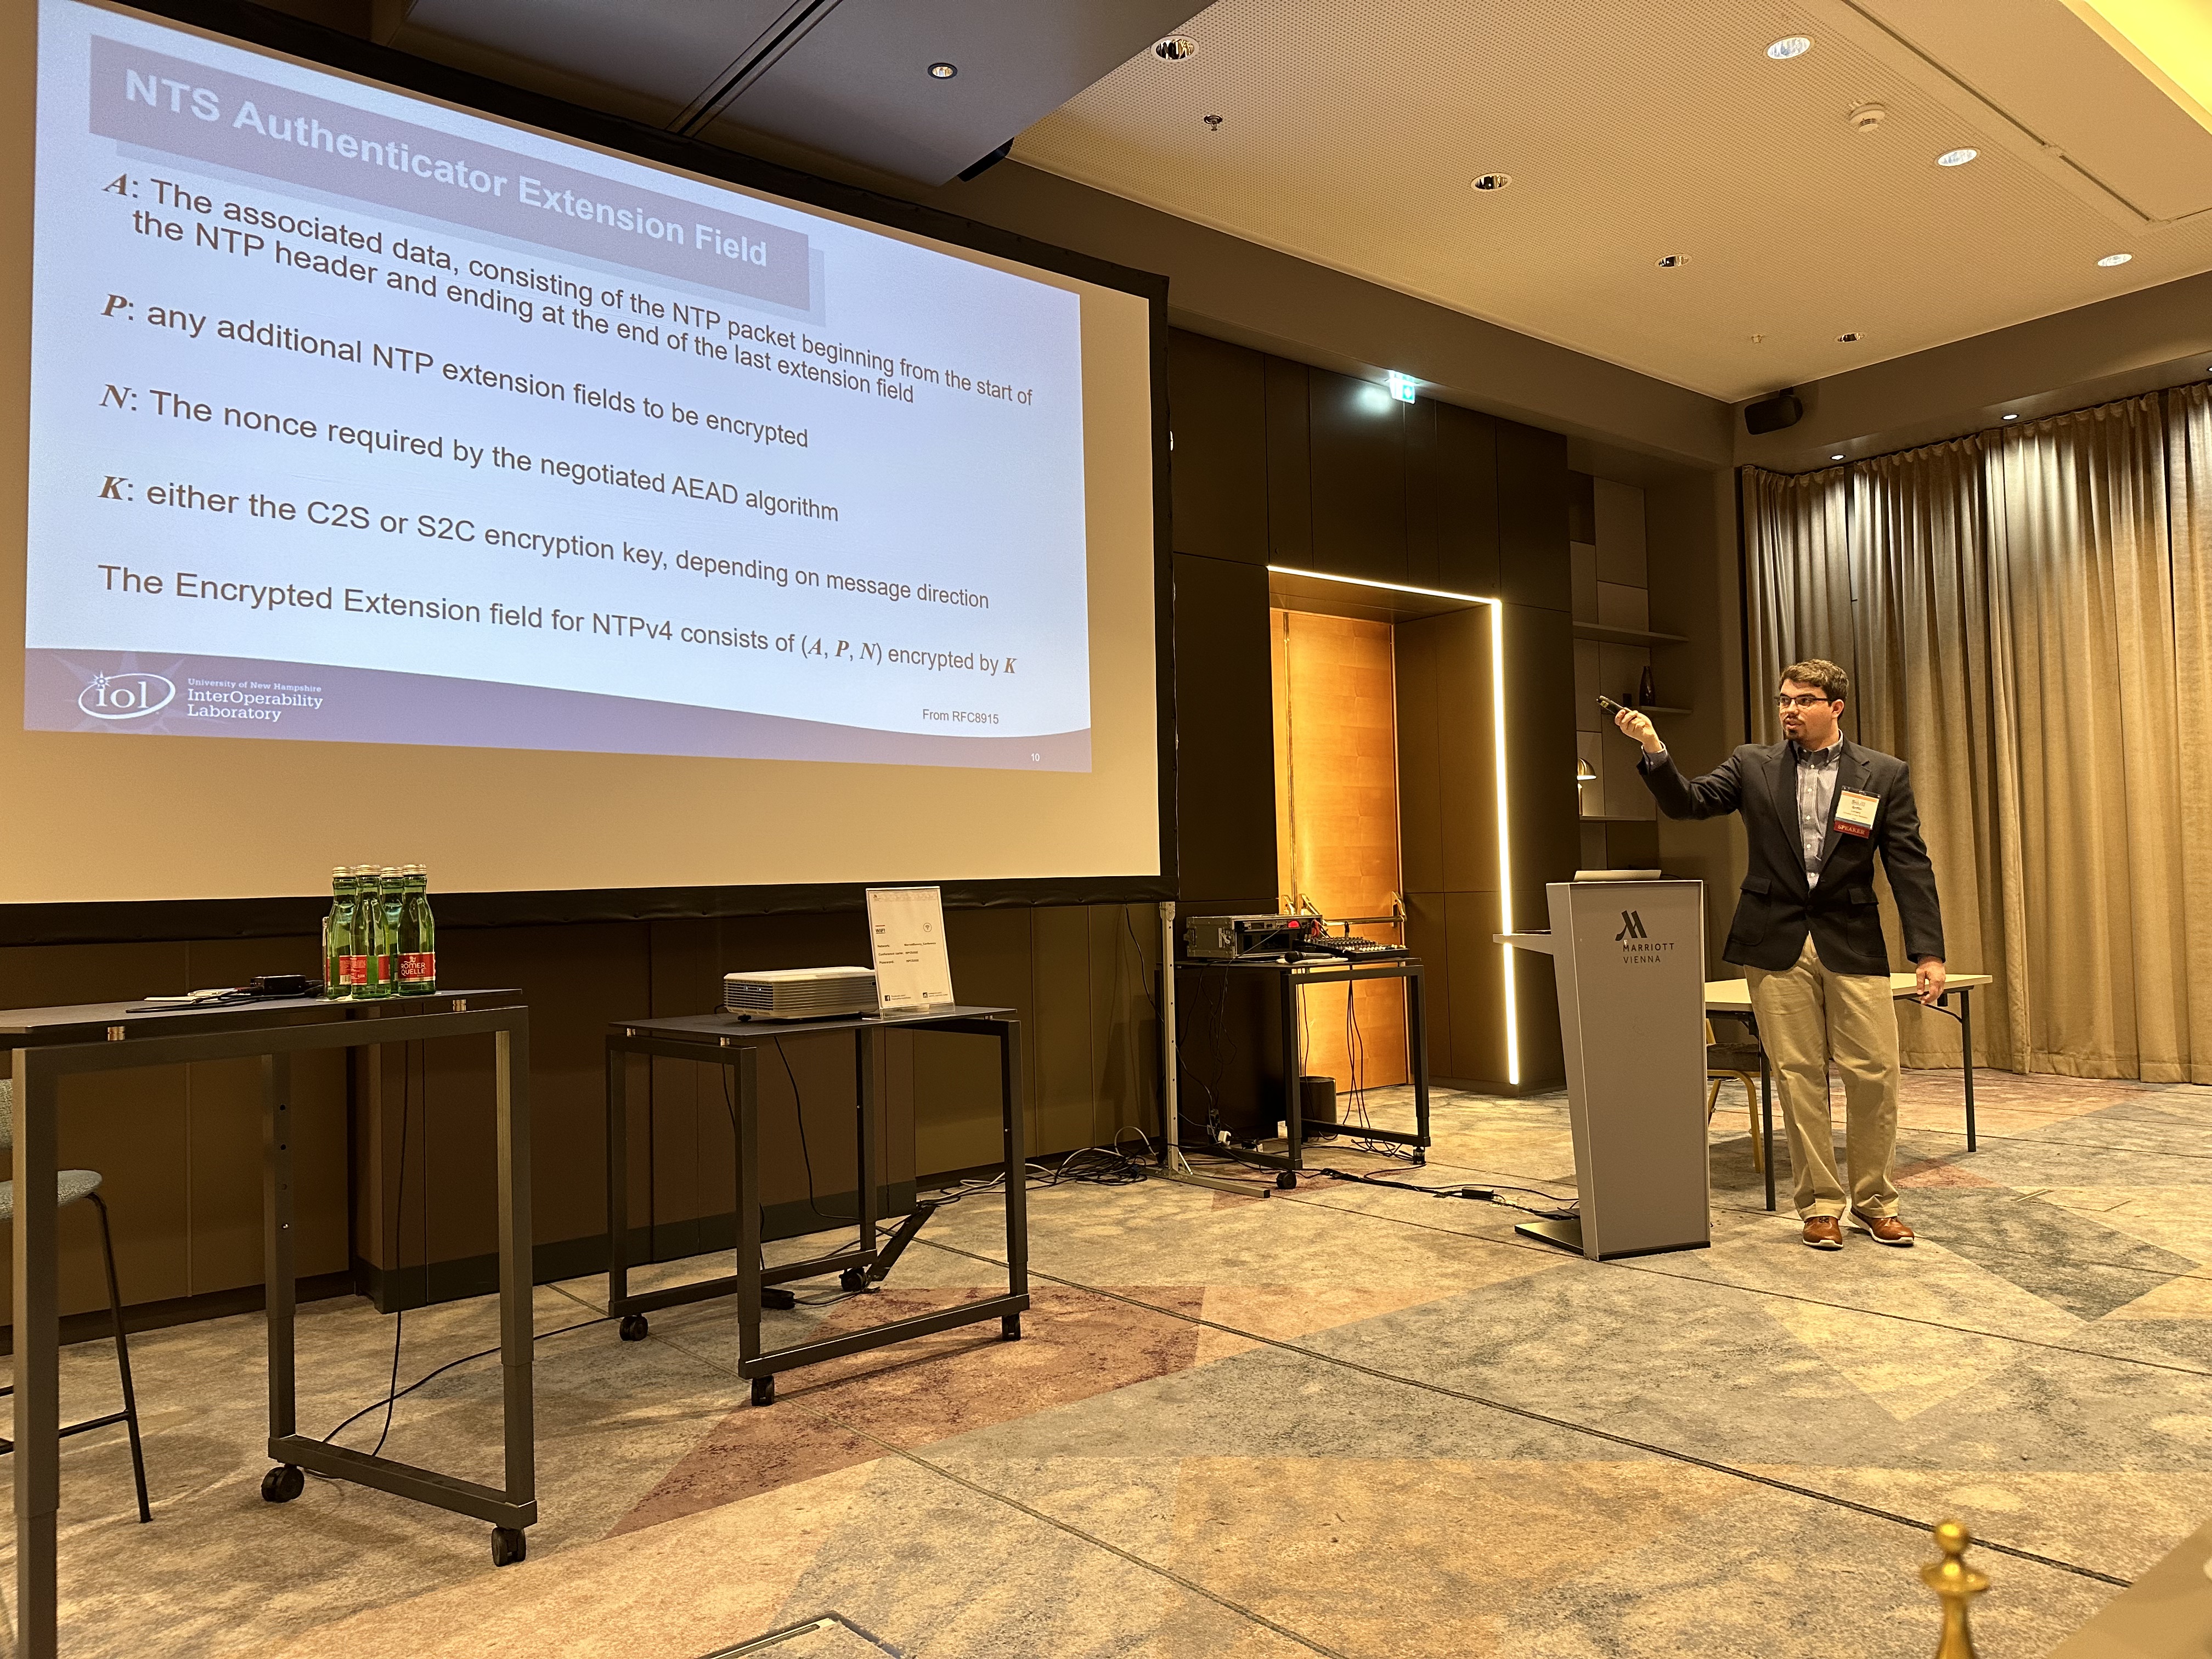 NTS Authenticator Extension Field
A: The associated data, consisting of the NTP packet beginning from the start of
the NTP header and ending at the end of the last extension field
P: any additional NTP extension fields to be encrypted
N: The nonce required by the negotiated AEAD algorithm
K: either the C2S or S2C encryption key, depending on message direction
The Encrypted Extension field for NTPv4 consists of (A, P, N) encrypted by K
iol
University of New Hampshire
InterOperability
Laboratory
From RFC8915
10
RÖMER
QUELLE
WIFI
MARRIOTT
VIENNA
SPEAKER